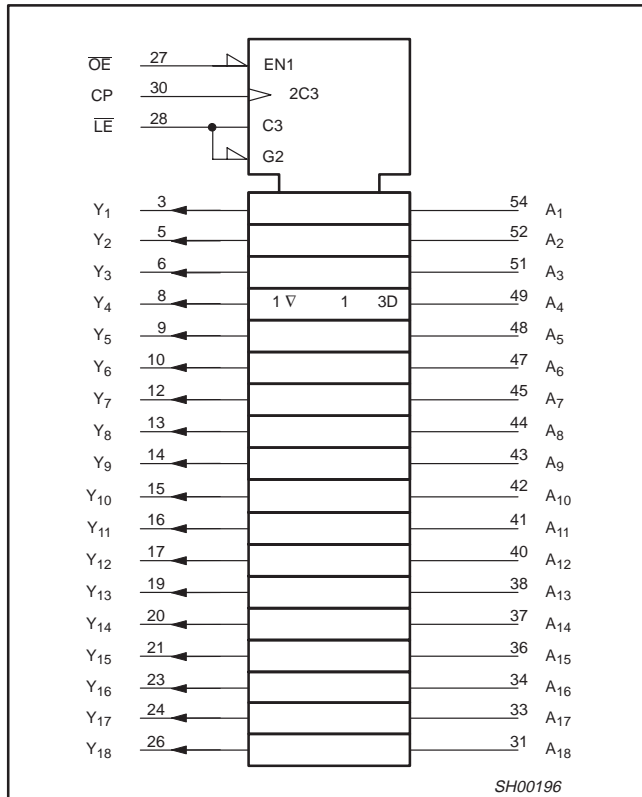 OE 27 EN1
CP 30 2C3
LE 28 C3
G2
Y1 3 54 A1
Y2 5 52 A2
Y3 6 51 A3
Y4 8 1 ∇ 1 3D 49 A4
Y5 9 48 A5
Y6 10 47 A6
Y7 12 45 A7
Y8 13 44 A8
Y9 14 43 A9
Y10 15 42 A10
Y11 16 41 A11
Y12 17 40 A12
Y13 19 38 A13
Y14 20 37 A14
Y15 21 36 A15
Y16 23 34 A16
Y17 24 33 A17
Y18 26 31 A18
SH00196